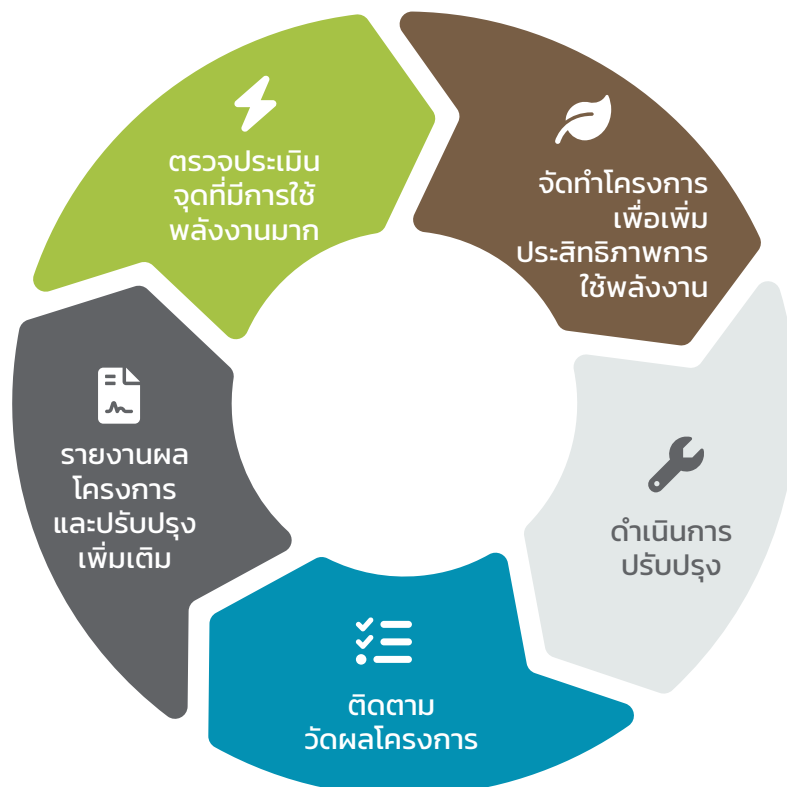 ตรวจประเมิน
จุดที่มีการใช้
พลังงานมาก
จัดทำโครงการ
เพื่อเพิ่ม
ประสิทธิภาพการ
ใช้พลังงาน
ดำเนินการ
ปรับปรุง
ติดตาม
วัดผลโครงการ
รายงานผล
โครงการ
และปรับปรุง
เพิ่มเติม